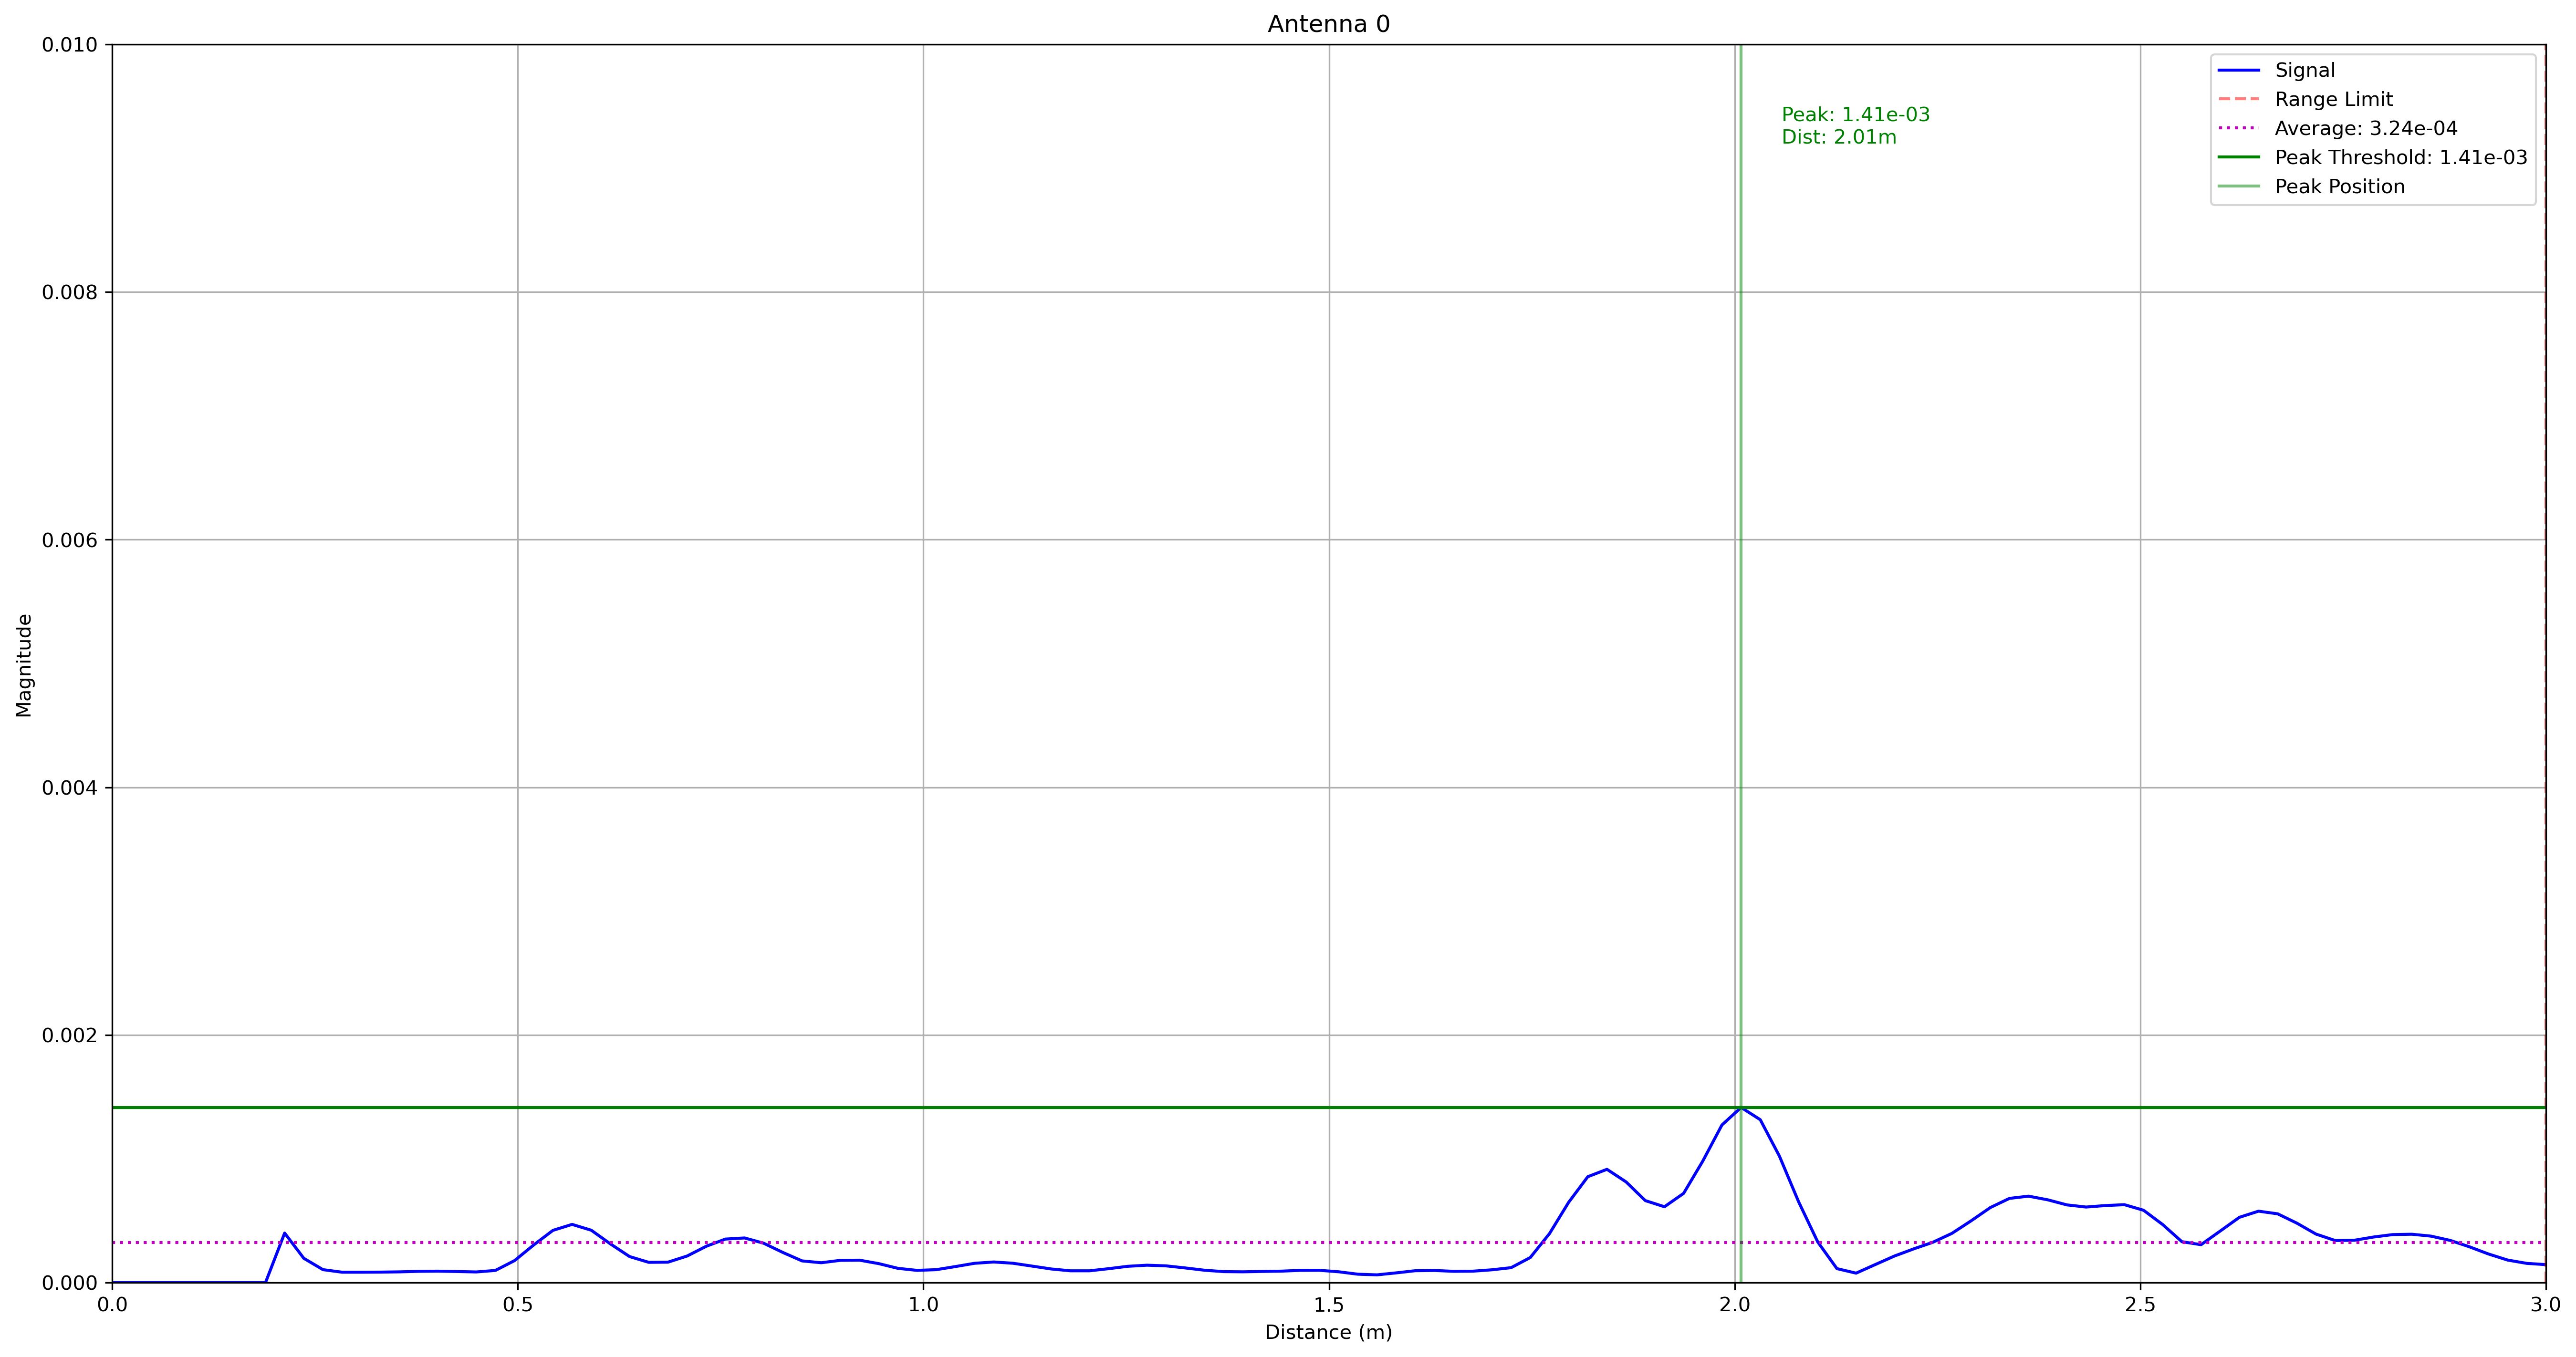 Antenna 0
0.010
0.008
0.006
0.004
0.002
0.000
Magnitude
Peak: 1.41e-03
Dist: 2.01m
Signal
Range Limit
Average: 3.24e-04
Peak Threshold: 1.41e-03
Peak Position
0.0 0.5 1.0 1.5 2.0 2.5 3.0
Distance (m)